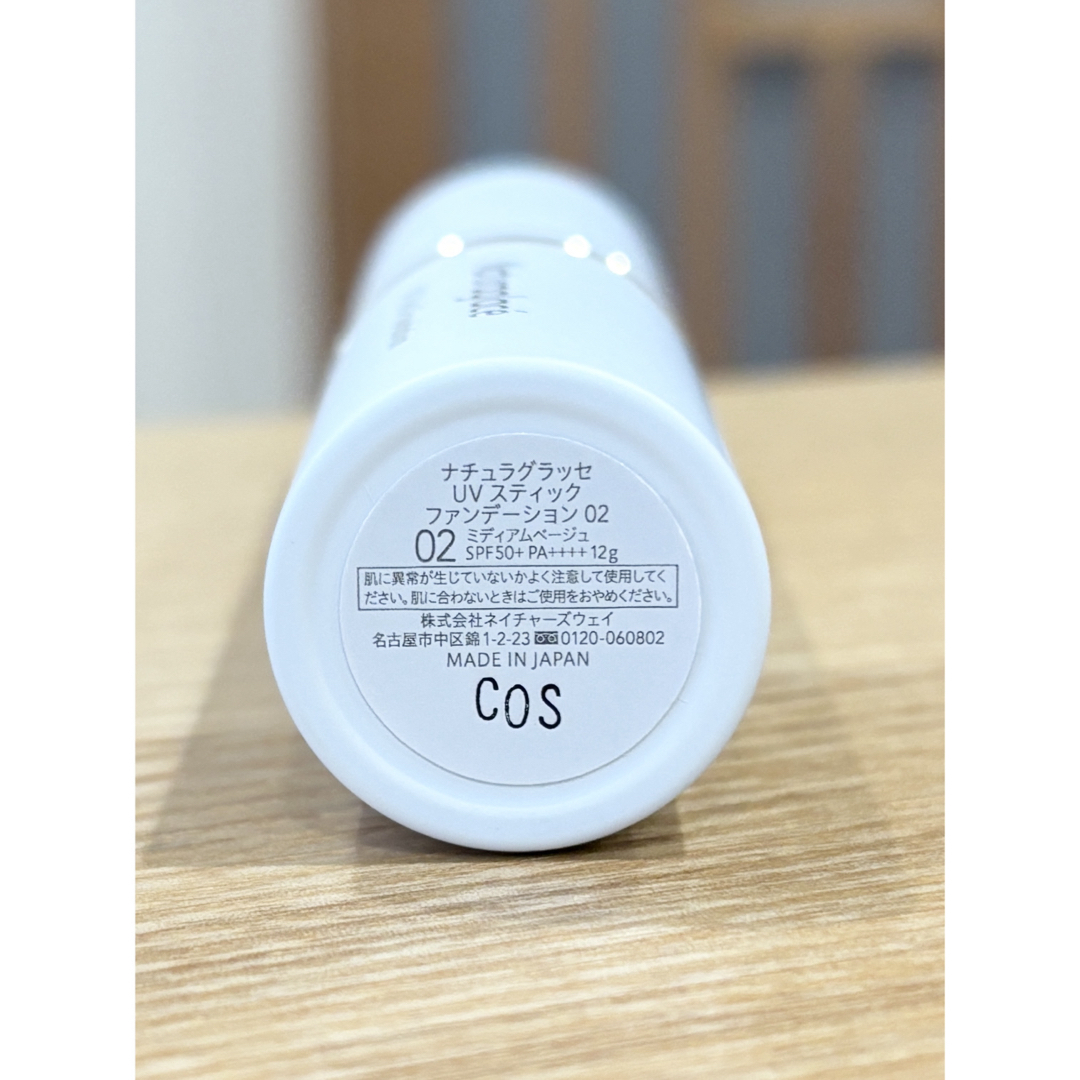 ナチュラグラッセ
UV スティック
ファンデーション 02
02 ミディアムベージュ
SPF50+ PA++++ 12g
肌に異常が生じていないかよく注意して使用してく
ださい。肌に合わないときはご使用をおやめください。
株式会社ネイチャーズウェイ
名古屋市中区錦1-2-23 0120-060802
MADE IN JAPAN
COS